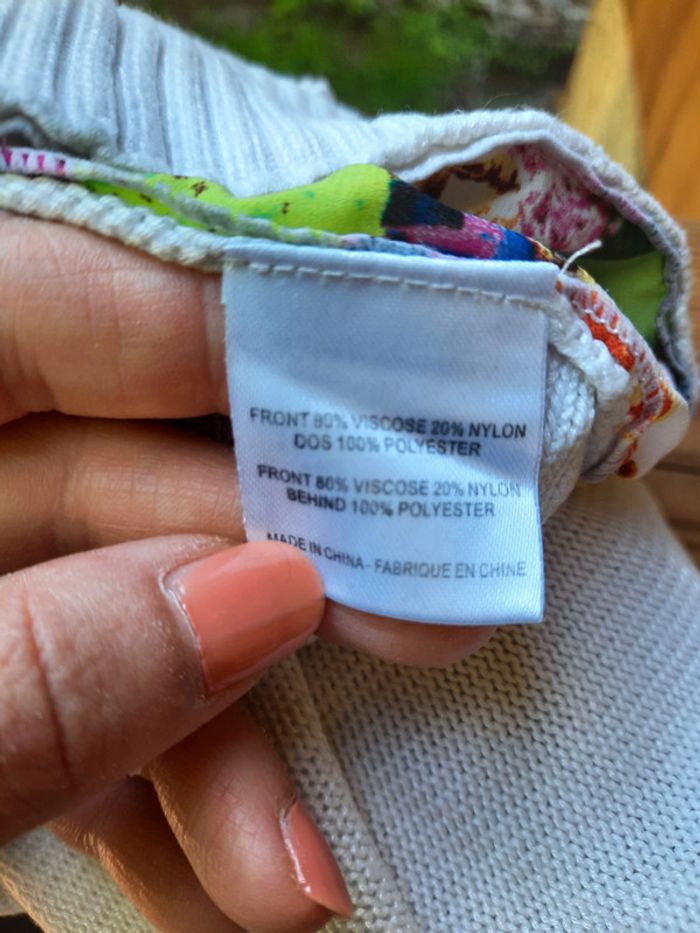 FRONT 80% VISCOSE 20% NYLON
DOS 100% POLYESTER
FRONT 80% VISCOSE 20% NYLON
BEHIND 100% POLYESTER
MADE IN CHINA - FABRIQUE EN CHINE